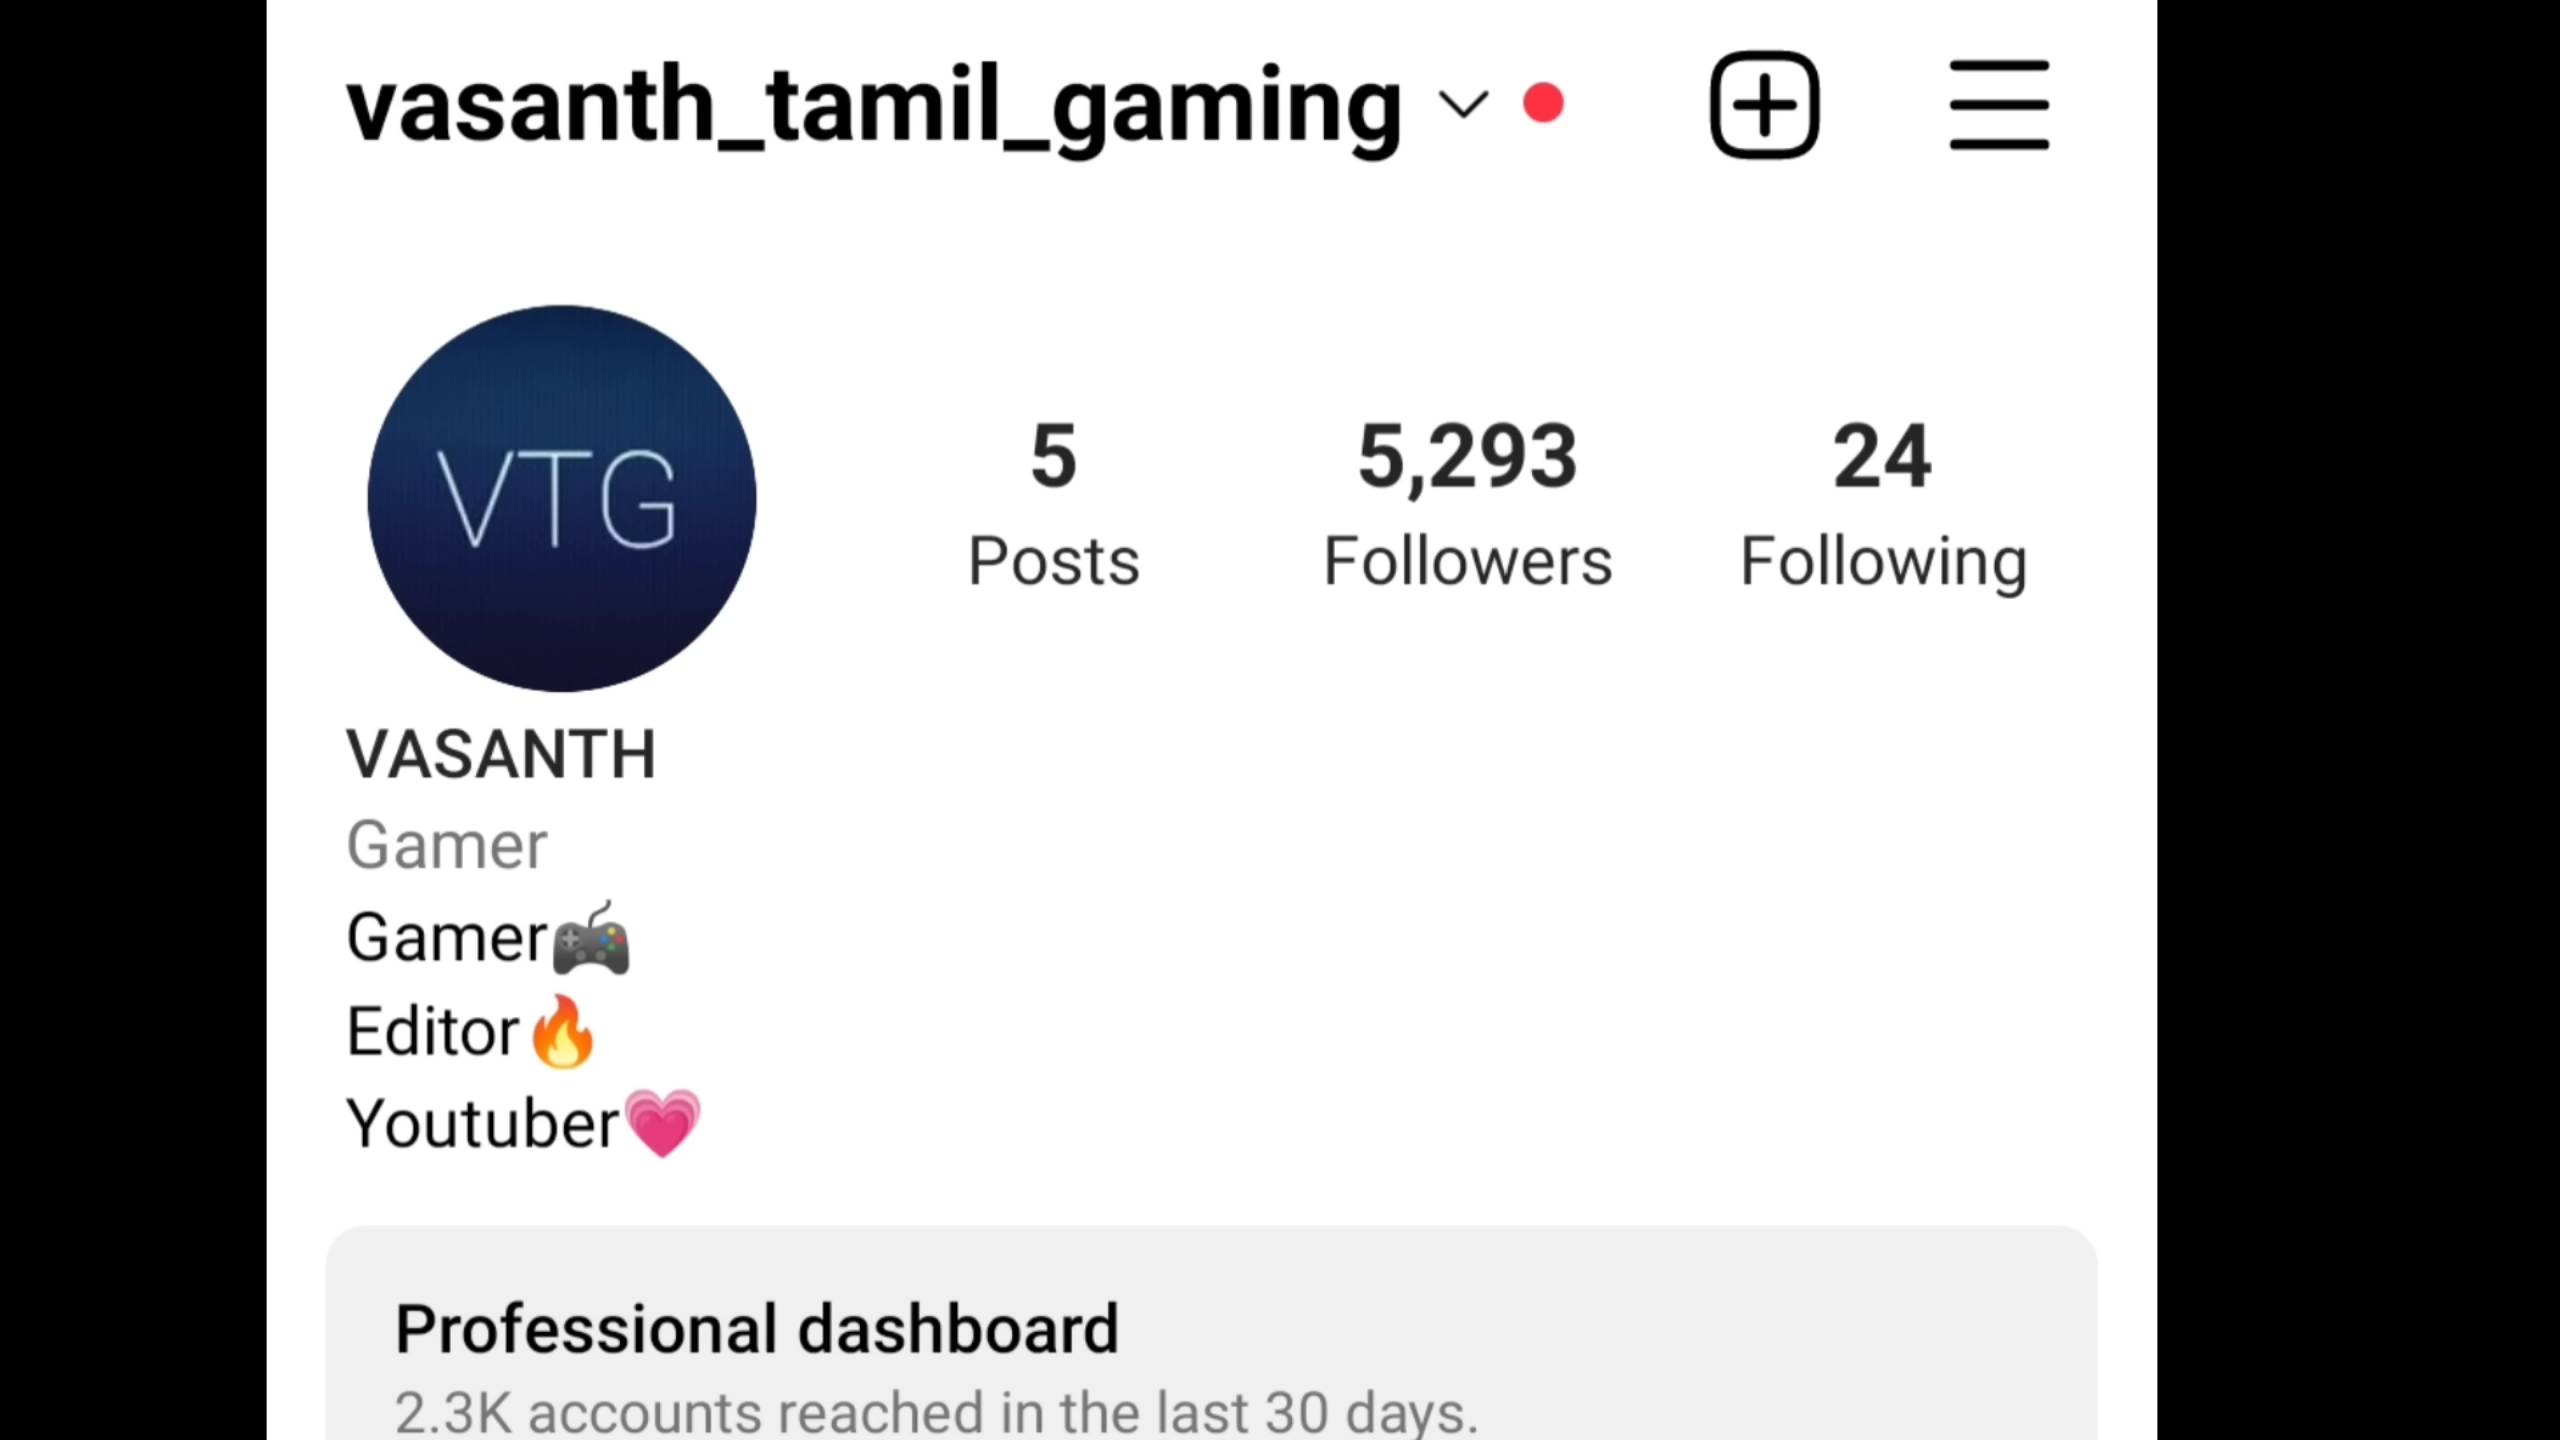 vasanth_tamil_gaming
VTG
5 5,293 24
Posts Followers Following
VASANTH
Gamer
Gamer🎮
Editor🔥
Youtuber💗
Professional dashboard
2.3K accounts reached in the last 30 days.